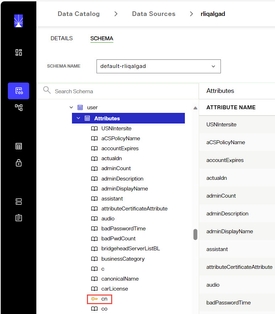 Data Catalog > Data Sources > rliqalgad
DETAILS SCHEMA
SCHEMA NAME default-rliqalgad
Search Schema
user
Attributes
USNIntersite
aCSPolicyName
accountExpires
actualdn
adminCount
adminDescription
adminDisplayName
assistant
attributeCertificateAttribute
audio
badPasswordTime
badPwdCount
bridgeheadServerListBL
businessCategory
c
canonicalName
carLicense
cn
co
Attributes
ATTRIBUTE NAME
USNIntersite
aCSPolicyName
accountExpires
actualdn
adminCount
adminDescription
adminDisplayName
assistant
attributeCertificateAttribute
audio
badPasswordTime